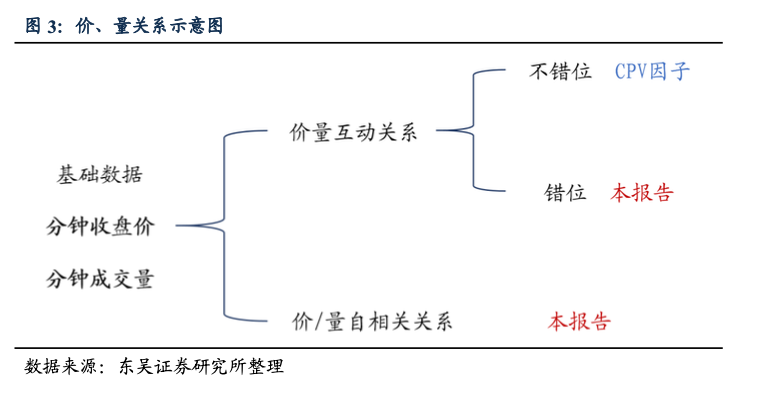 图 3：价、量关系示意图
不错位 CPV因子
价量互动关系
基础数据
错位 本报告
分钟收盘价
分钟成交量
价/量自相关关系 本报告
数据来源：东吴证券研究所整理